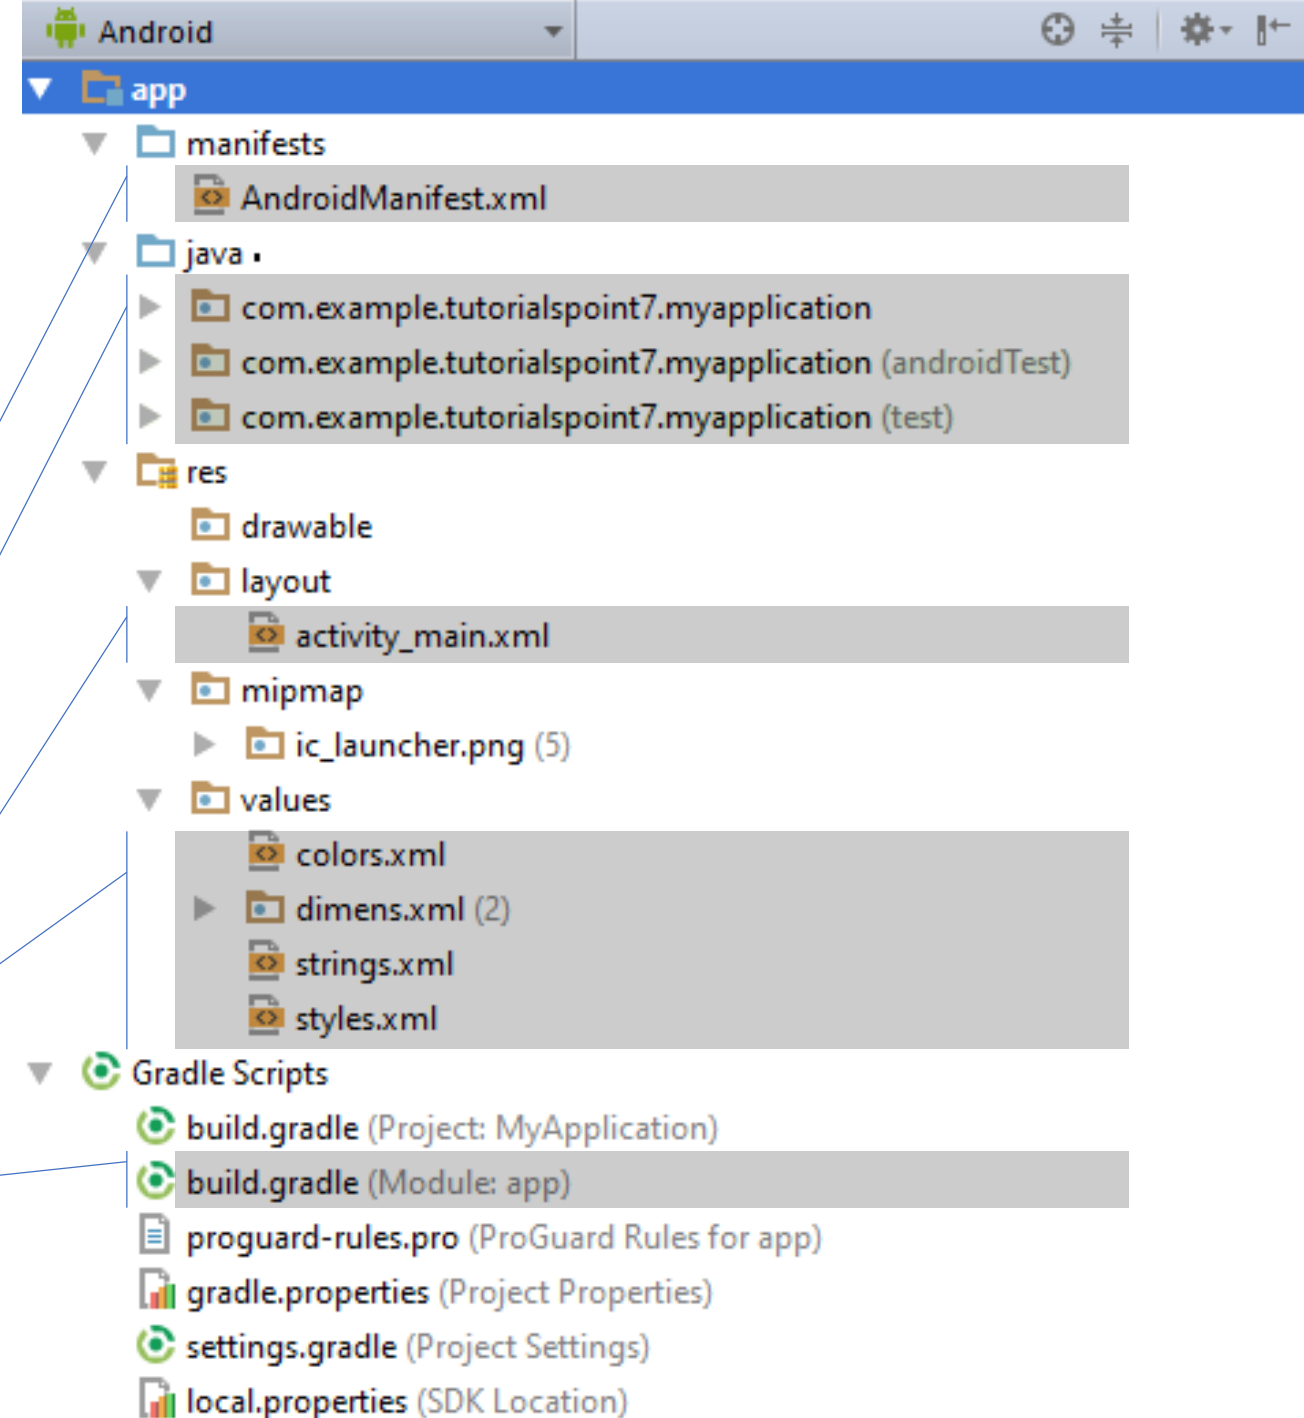 Android
app
manifests
AndroidManifest.xml
java
com.example.tutorialspoint7.myapplication
com.example.tutorialspoint7.myapplication (androidTest)
com.example.tutorialspoint7.myapplication (test)
res
drawable
layout
activity_main.xml
mipmap
ic_launcher.png (5)
values
colors.xml
dimens.xml (2)
strings.xml
styles.xml
Gradle Scripts
build.gradle (Project: MyApplication)
build.gradle (Module: app)
proguard-rules.pro (ProGuard Rules for app)
gradle.properties (Project Properties)
settings.gradle (Project Settings)
local.properties (SDK Location)